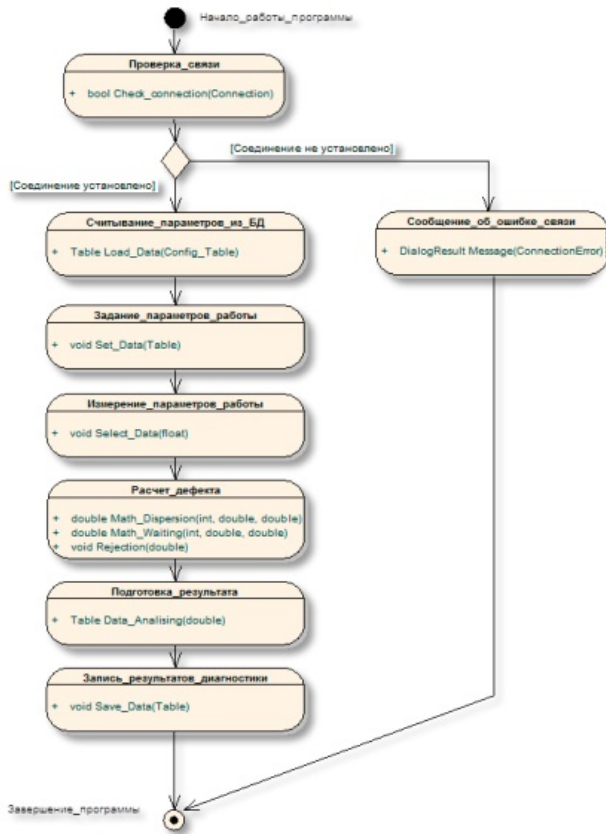 Начало_работы_программы
Проверка_связи
+ bool Check_connection(Connection)
[Соединение не установлено]
[Соединение установлено]
Считывание_параметров_из_БД
+ Table Load_Data(Config_Table)
Сообщение_об_ошибке_связи
+ DialogResult Message(ConnectionError)
Задание_параметров_работы
+ void Set_Data(Table)
Измерение_параметров_работы
+ void Select_Data(float)
Расчет_дефекта
+ double Math_Dispersion(int, double, double)
+ double Math_Waiting(int, double, double)
+ void Rejection(double)
Подготовка_результата
+ Table Data_Analising(double)
Запись_результатов_диагностики
+ void Save_Data(Table)
Завершение_программы